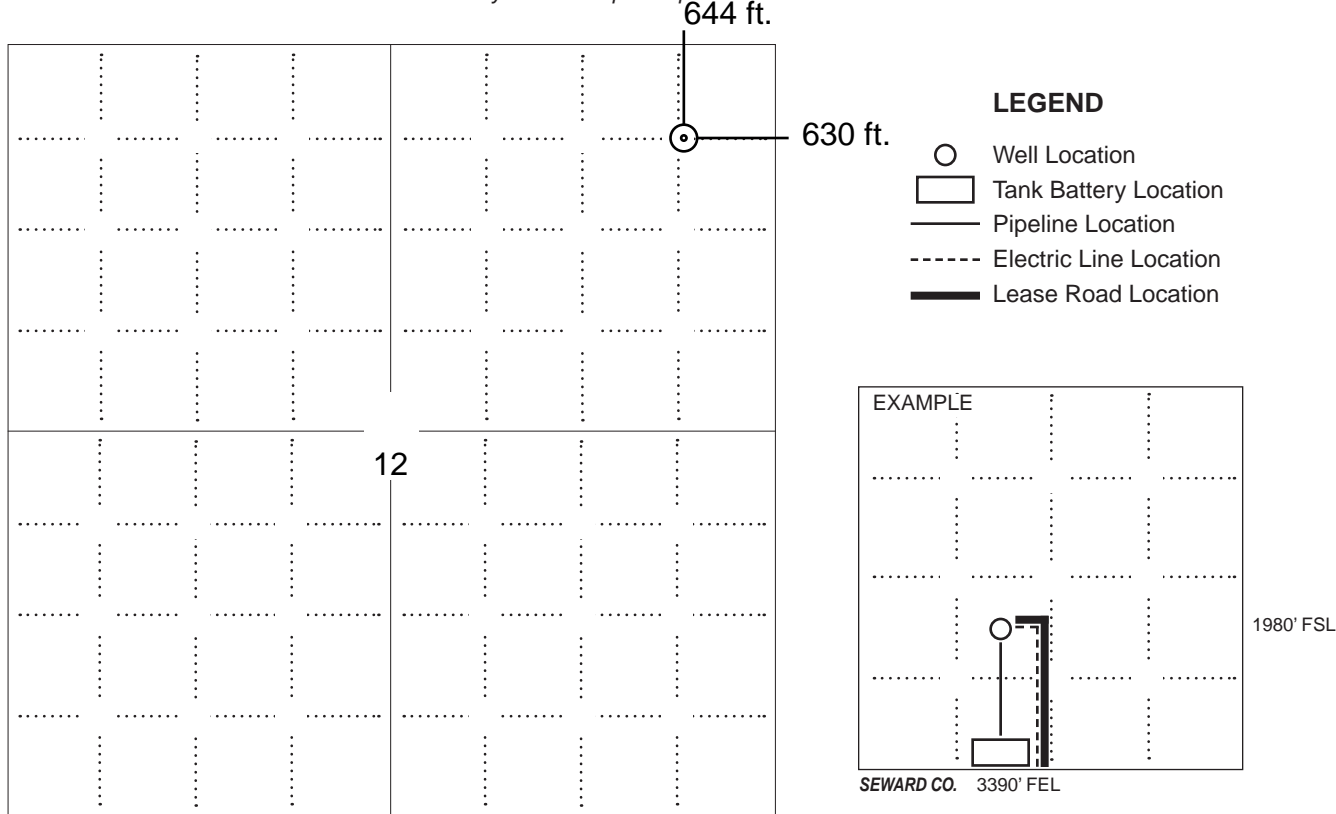 644 ft.
630 ft.
12
LEGEND
Well Location
Tank Battery Location
Pipeline Location
Electric Line Location
Lease Road Location
EXAMPLE
1980' FSL
SEWARD CO. 3390' FEL